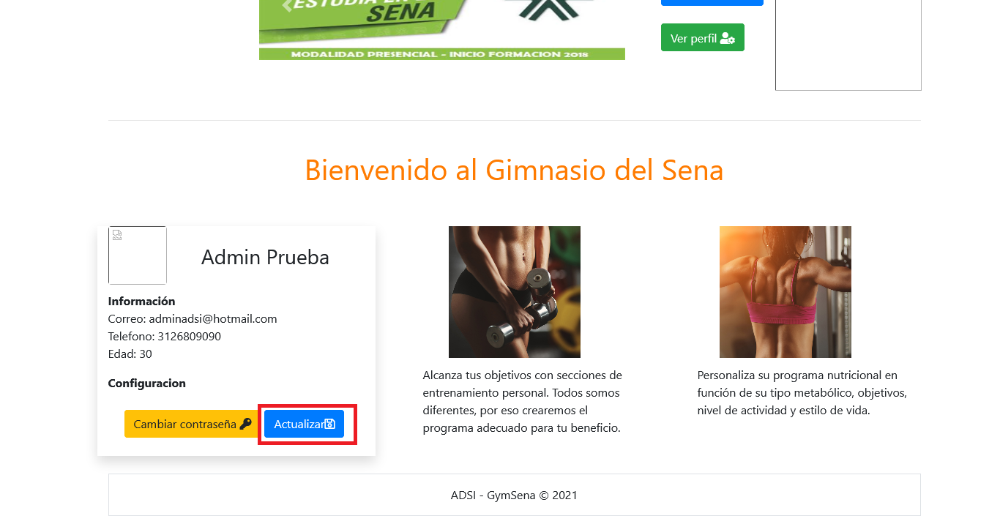 SENA
MODALIDAD PRESENCIAL - INICIO FORMACION 2018
Ver perfil
Bienvenido al Gimnasio del Sena
Admin Prueba
Información
Correo: adminadsi@hotmail.com
Telefono: 3126809090
Edad: 30
Configuracion
Cambiar contraseña
Actualizar
Alcanza tus objetivos con secciones de
entrenamiento personal. Todos somos
diferentes, por eso crearemos el
programa adecuado para tu beneficio.
Personaliza su programa nutricional en
función de su tipo metabólico, objetivos,
nivel de actividad y estilo de vida.
ADSI - GymSena © 2021